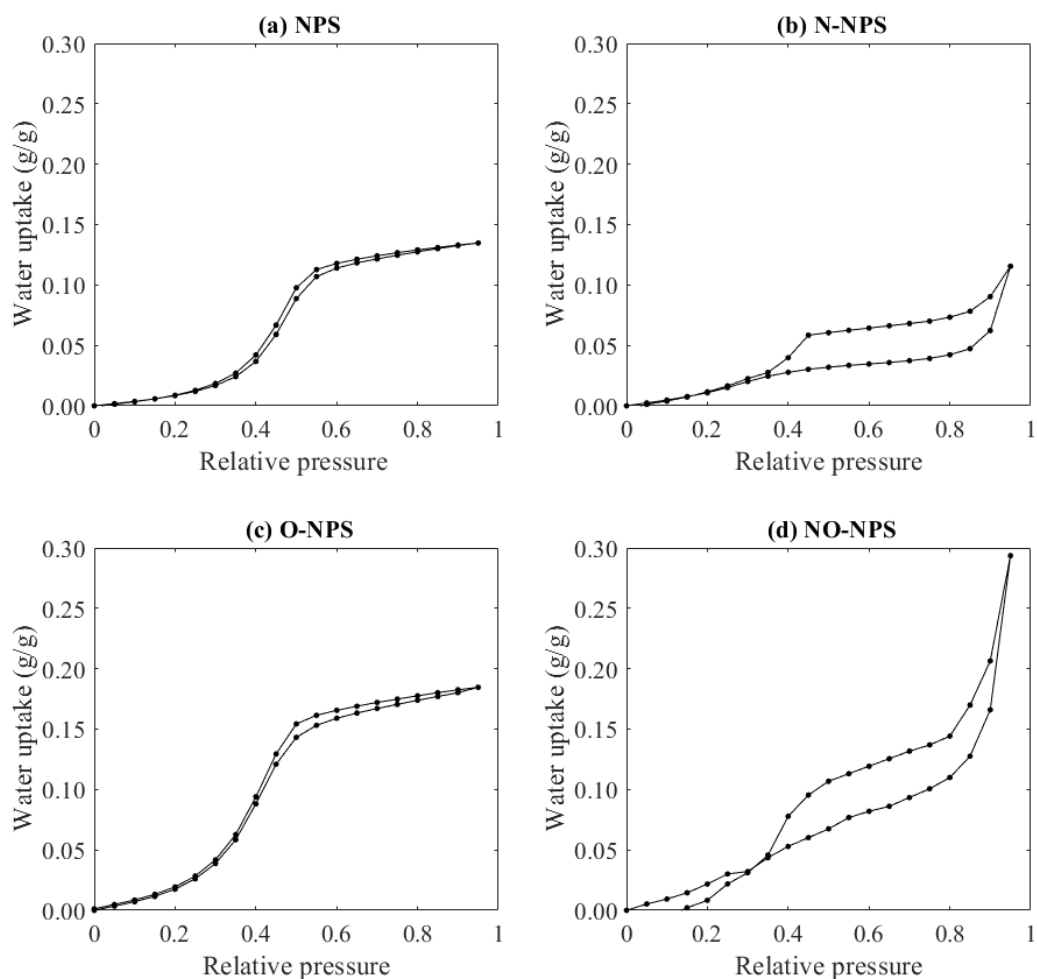 (a) NPS
0.30
0.25
0.20
0.15
0.10
0.05
0.00
Water uptake (g/g)
0 0.2 0.4 0.6 0.8 1
Relative pressure
(b) N-NPS
0.30
0.25
0.20
0.15
0.10
0.05
0.00
Water uptake (g/g)
0 0.2 0.4 0.6 0.8 1
Relative pressure
(c) O-NPS
0.30
0.25
0.20
0.15
0.10
0.05
0.00
Water uptake (g/g)
0 0.2 0.4 0.6 0.8 1
Relative pressure
(d) NO-NPS
0.30
0.25
0.20
0.15
0.10
0.05
0.00
Water uptake (g/g)
0 0.2 0.4 0.6 0.8 1
Relative pressure